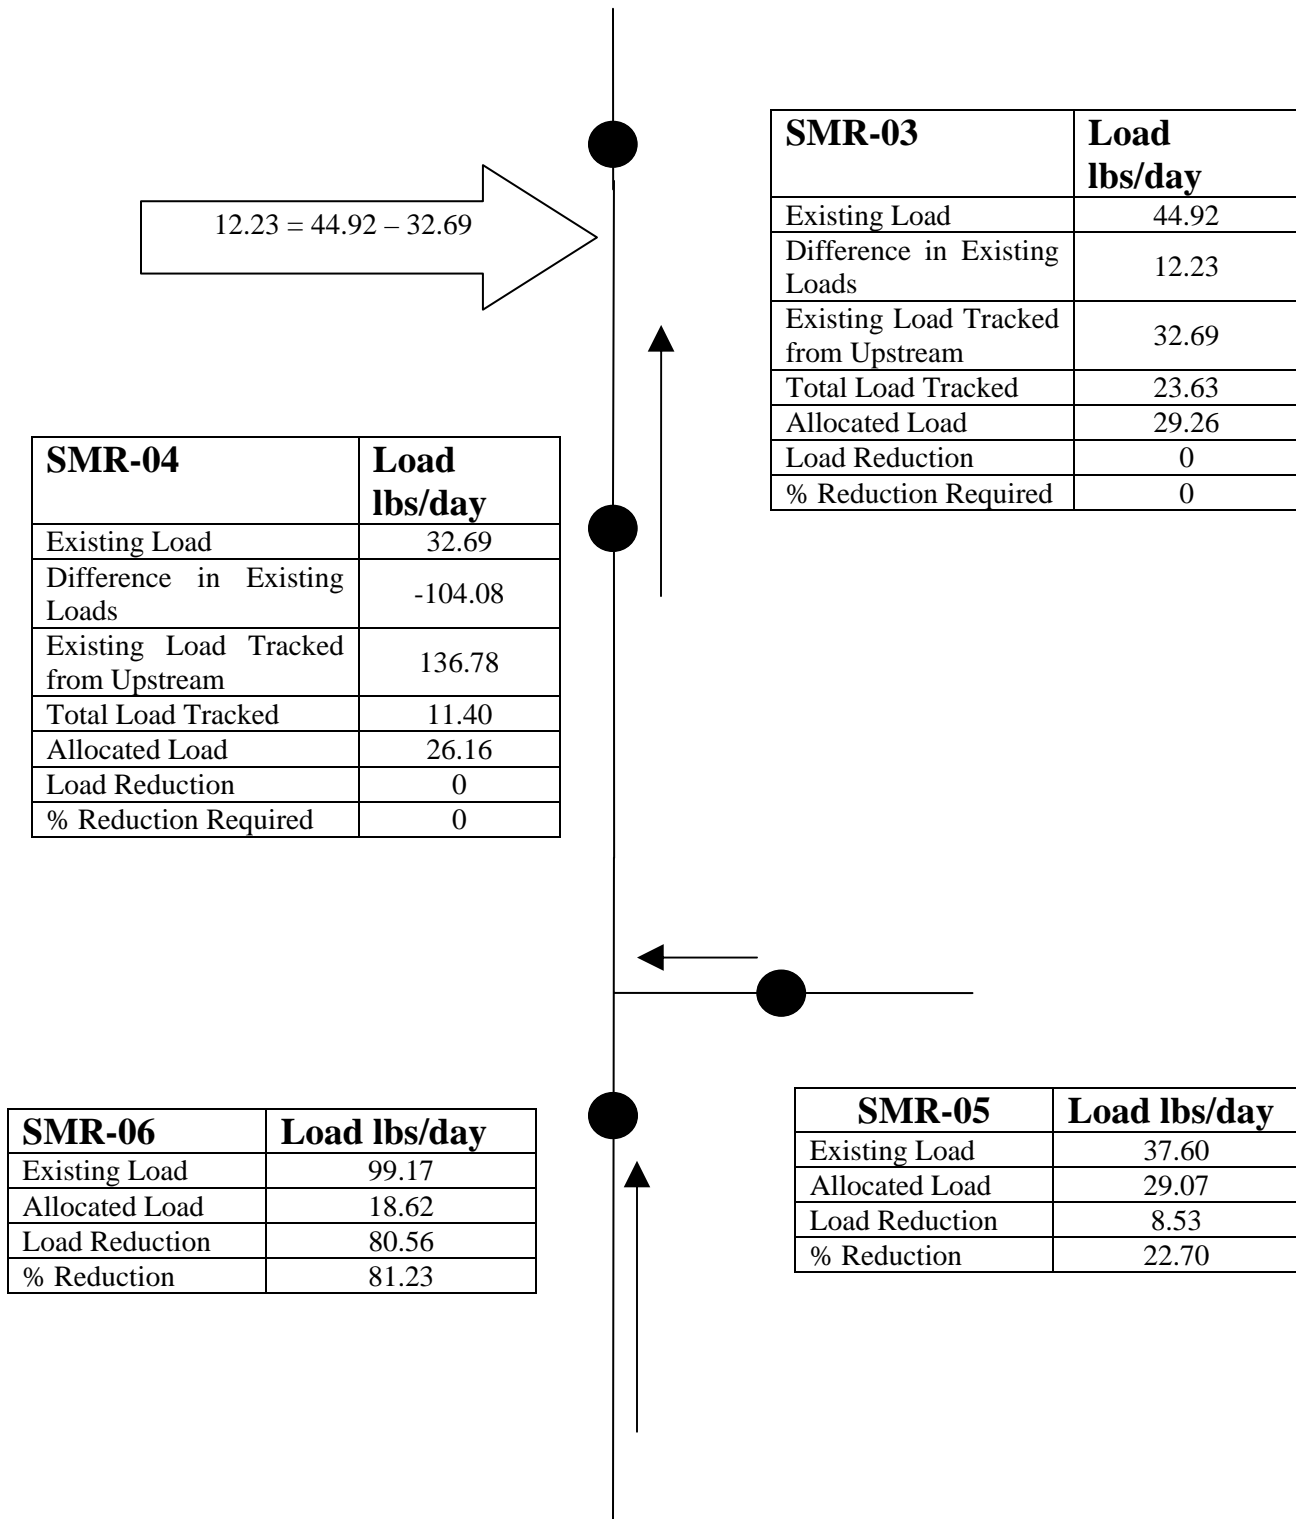 12.23 = 44.92 – 32.69
SMR-03 Load
lbs/day
Existing Load 44.92
Difference in Existing
Loads 12.23
Existing Load Tracked
from Upstream 32.69
Total Load Tracked 23.63
Allocated Load 29.26
Load Reduction 0
% Reduction Required 0
SMR-04 Load
lbs/day
Existing Load 32.69
Difference in Existing
Loads -104.08
Existing Load Tracked
from Upstream 136.78
Total Load Tracked 11.40
Allocated Load 26.16
Load Reduction 0
% Reduction Required 0
SMR-06 Load lbs/day
Existing Load 99.17
Allocated Load 18.62
Load Reduction 80.56
% Reduction 81.23
SMR-05 Load lbs/day
Existing Load 37.60
Allocated Load 29.07
Load Reduction 8.53
% Reduction 22.70